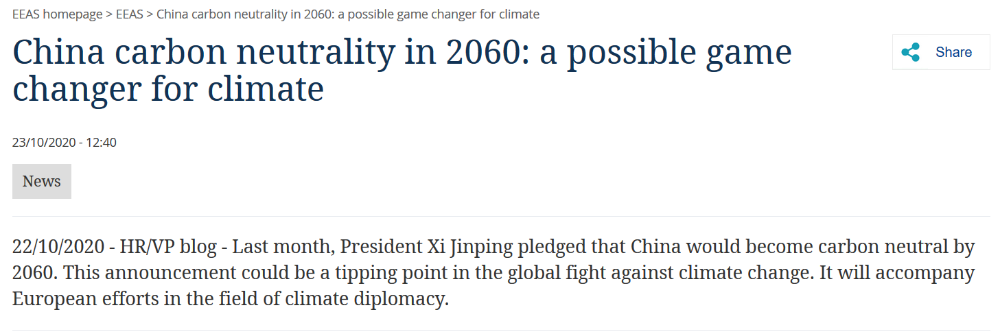 EEAS homepage > EEAS > China carbon neutrality in 2060: a possible game changer for climate
China carbon neutrality in 2060: a possible game
changer for climate
Share
23/10/2020 - 12:40
News
22/10/2020 - HR/VP blog - Last month, President Xi Jinping pledged that China would become carbon neutral by
2060. This announcement could be a tipping point in the global fight against climate change. It will accompany
European efforts in the field of climate diplomacy.